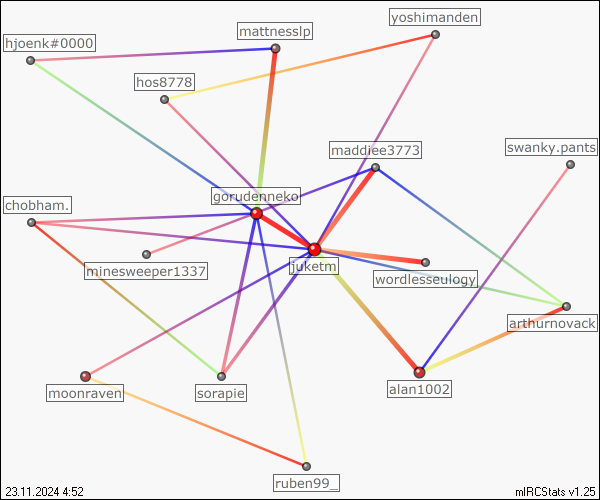 yoshimanden
mattnesslp
hjoenk#0000
hos8778
maddiee3773
swanky.pants
gorudenneko
chobham.
minesweeper1337
juketm
wordlesseulogy
arthurnovack
moonraven
sorapie
alan1002
ruben99_
23.11.2024 4:52
mIRCStats v1.25